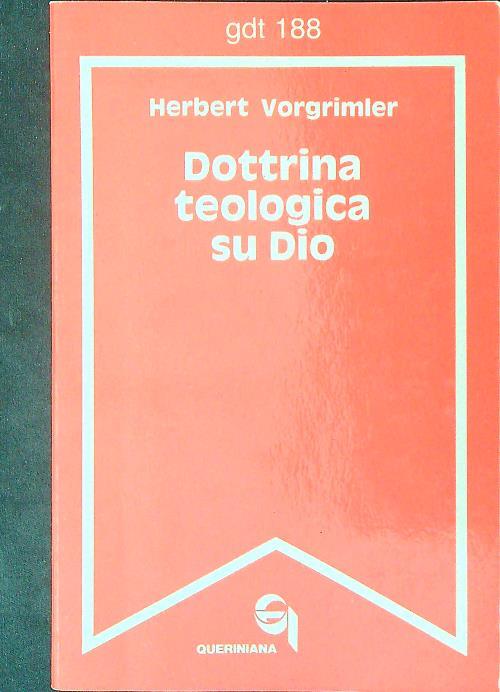 gdt 188
Herbert Vorgrimler
Dottrina
teologica
su Dio
QUERINIANA